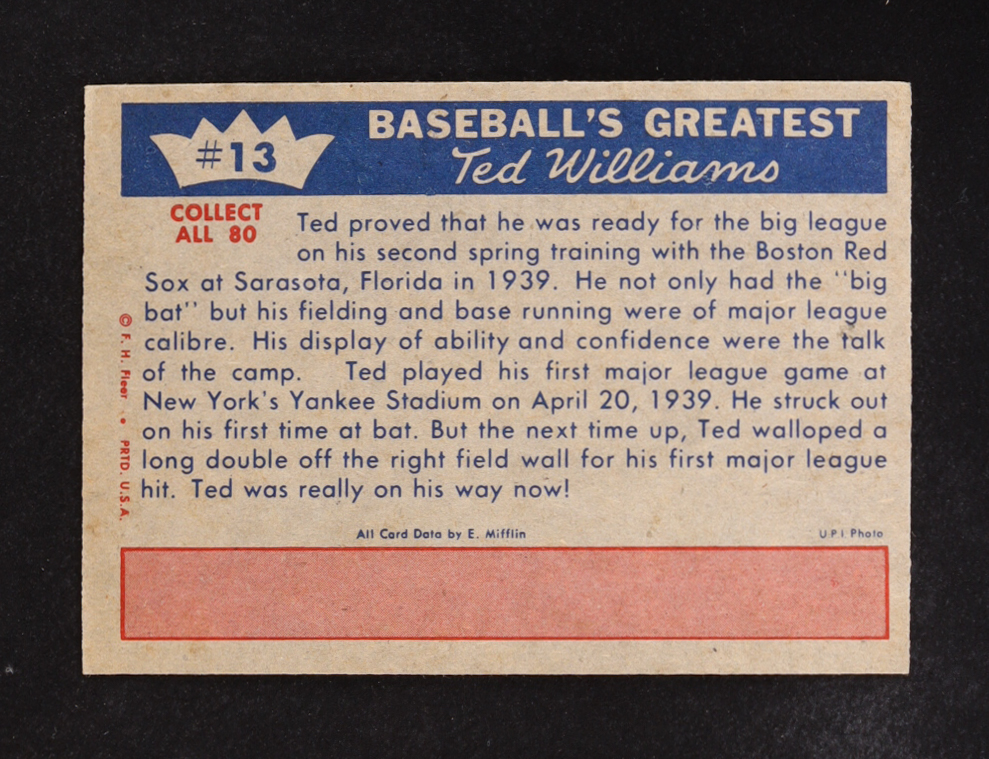 #13
BASEBALL'S GREATEST
Ted Williams
COLLECT
ALL 80
Ted proved that he was ready for the big league
on his second spring training with the Boston Red
Sox at Sarasota, Florida in 1939. He not only had the "big
bat" but his fielding and base running were of major league
calibre. His display of ability and confidence were the talk
of the camp. Ted played his first major league game at
New York's Yankee Stadium on April 20, 1939. He struck out
on his first time at bat. But the next time up, Ted walloped a
long double off the right field wall for his first major league
hit. Ted was really on his way now!
© F. H. Fleer • PRTD. U.S.A.
All Card Data by E. Mifflin
UPI Photo